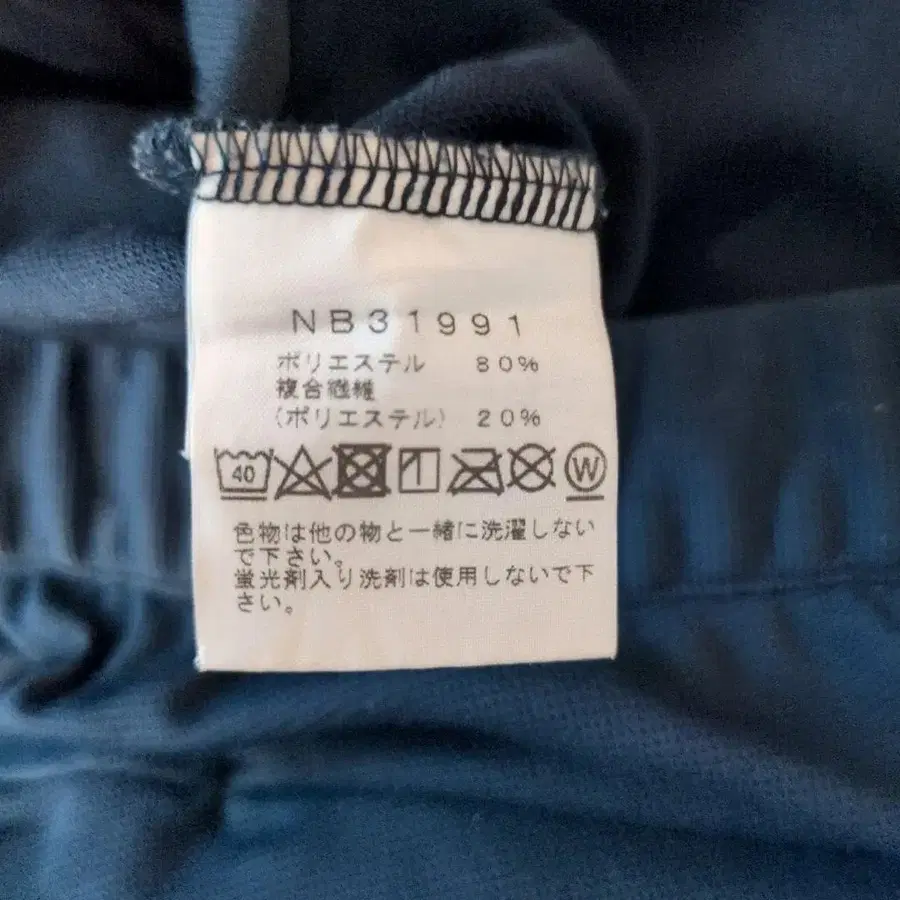 NB31991
ポリエステル 80%
複合繊維
(ポリエステル) 20%
40 W
色物は他の物と一緒に洗濯しない
で下さい。
蛍光剤入り洗剤は使用しないで下
さい。